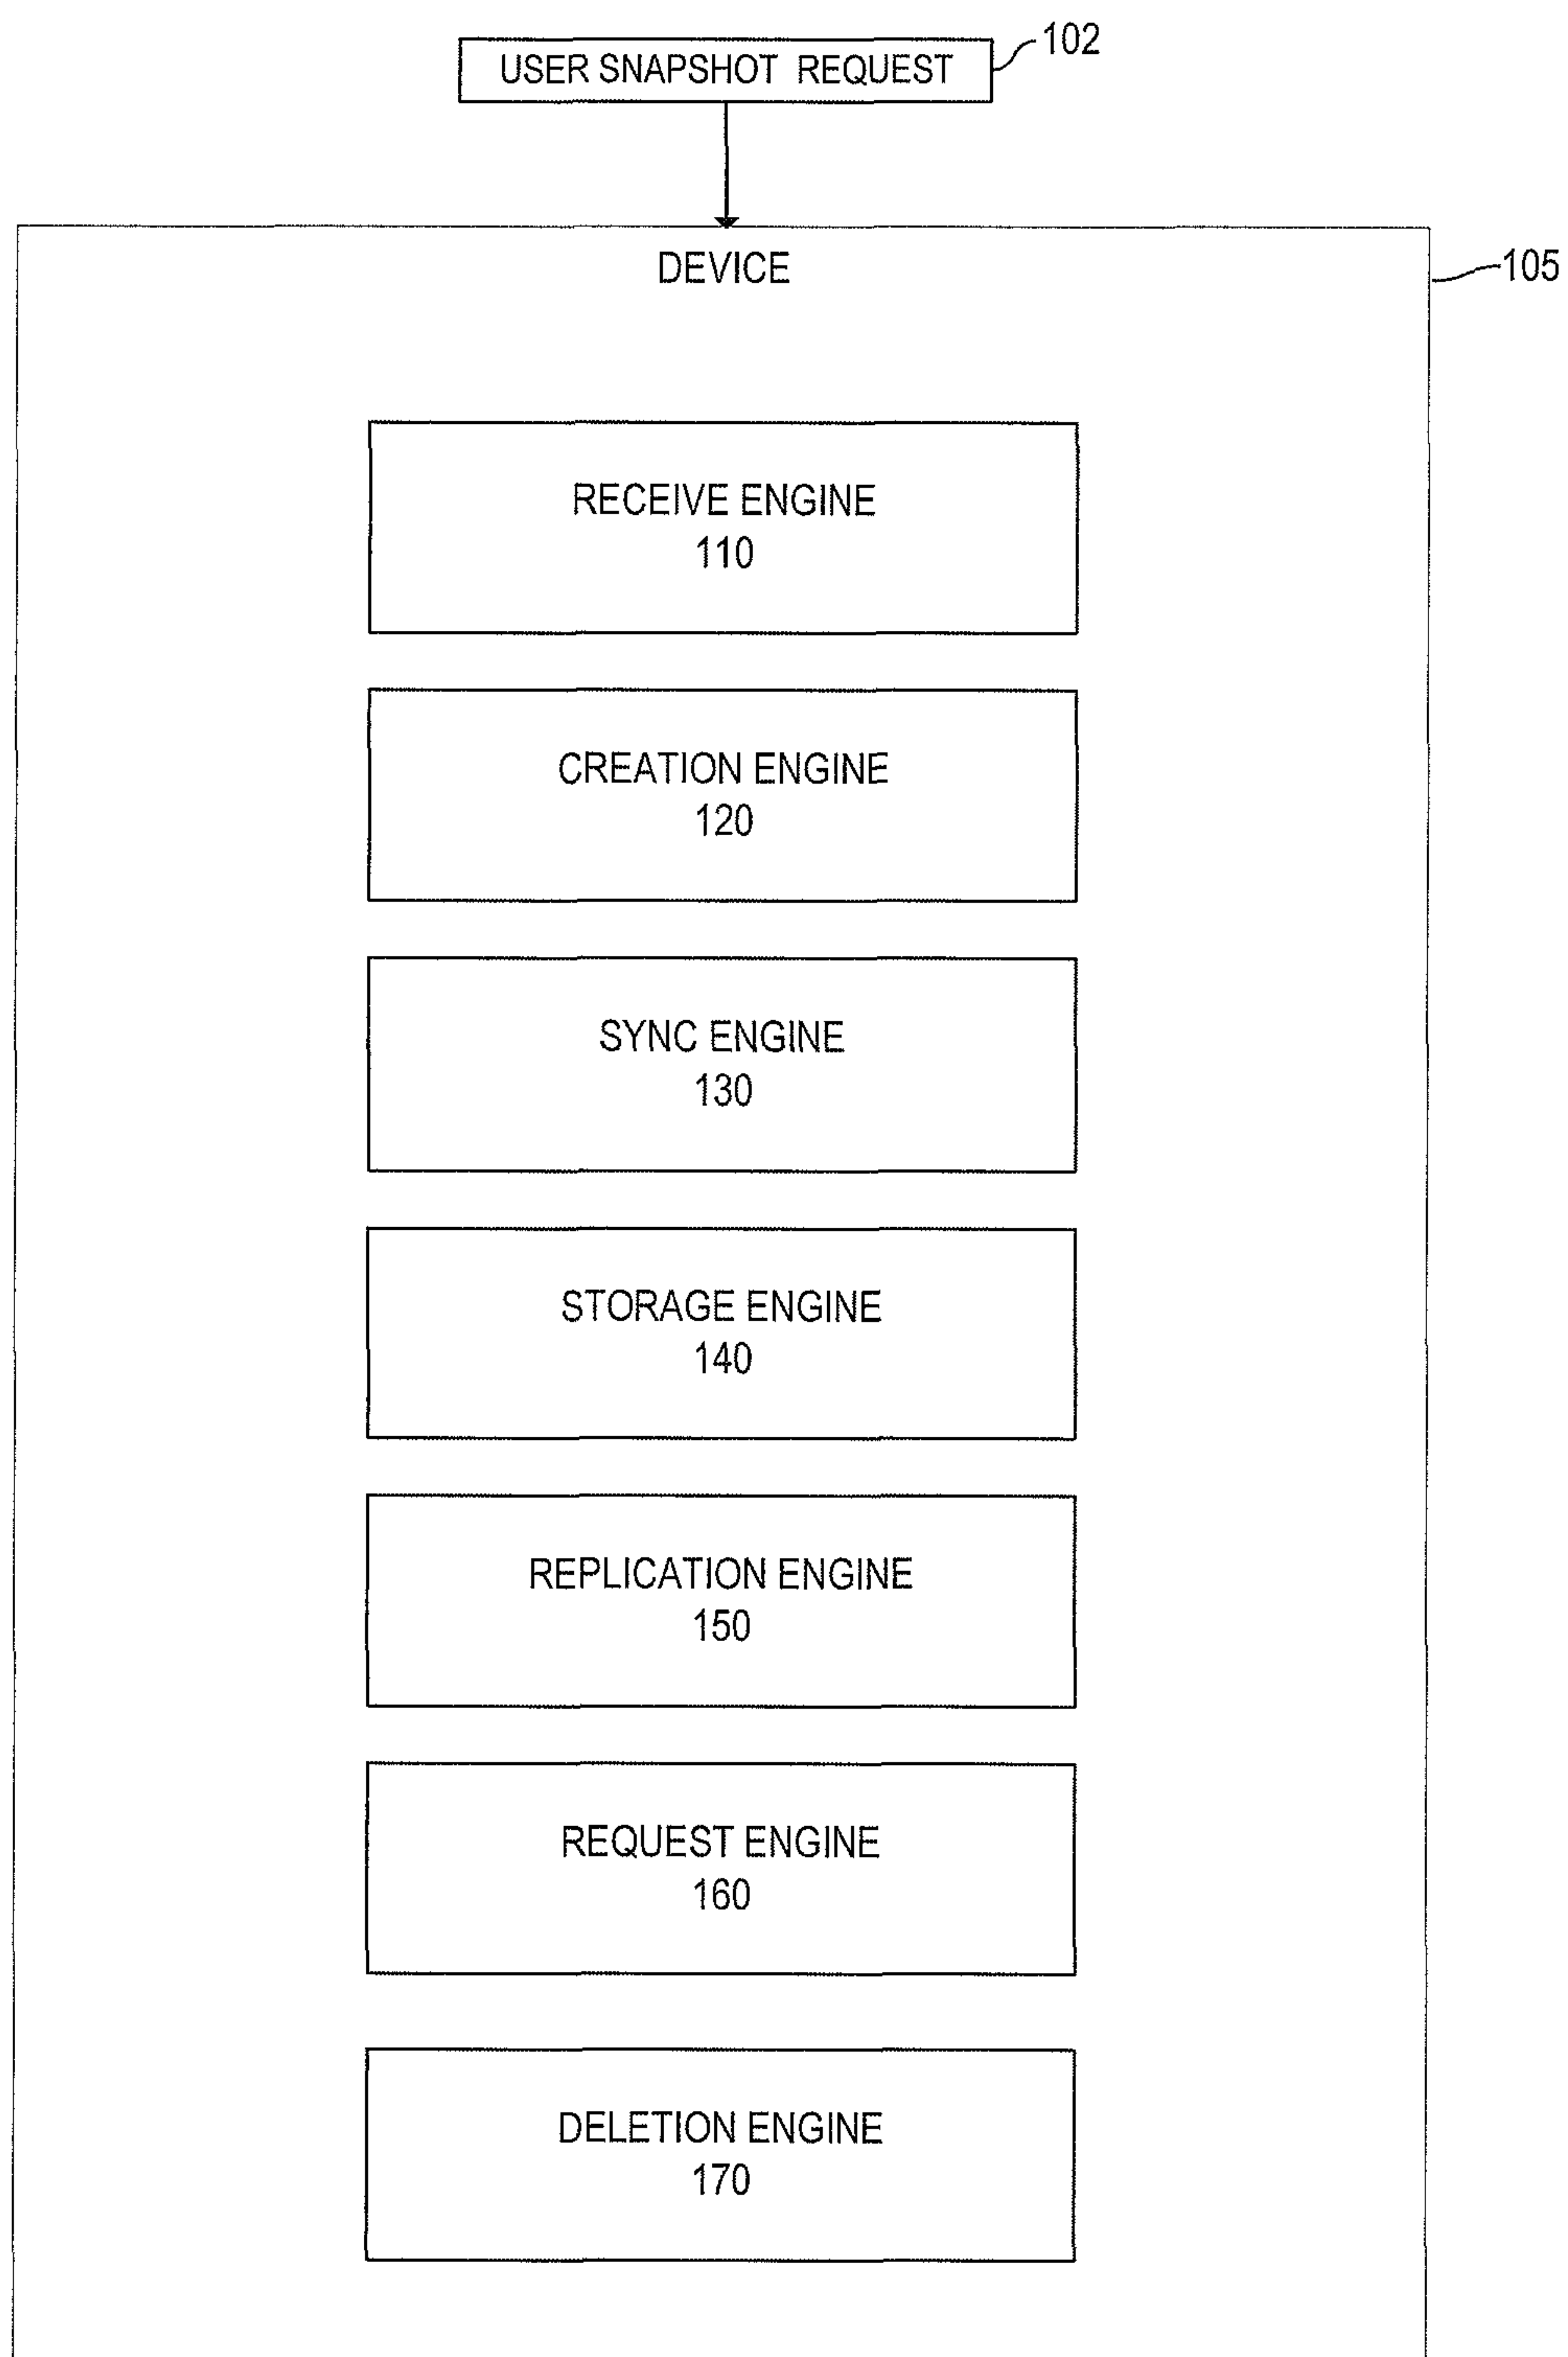 102
USER SNAPSHOT REQUEST
DEVICE
105
RECEIVE ENGINE
110
CREATION ENGINE
120
SYNC ENGINE
130
STORAGE ENGINE
140
REPLICATION ENGINE
150
REQUEST ENGINE
160
DELETION ENGINE
170